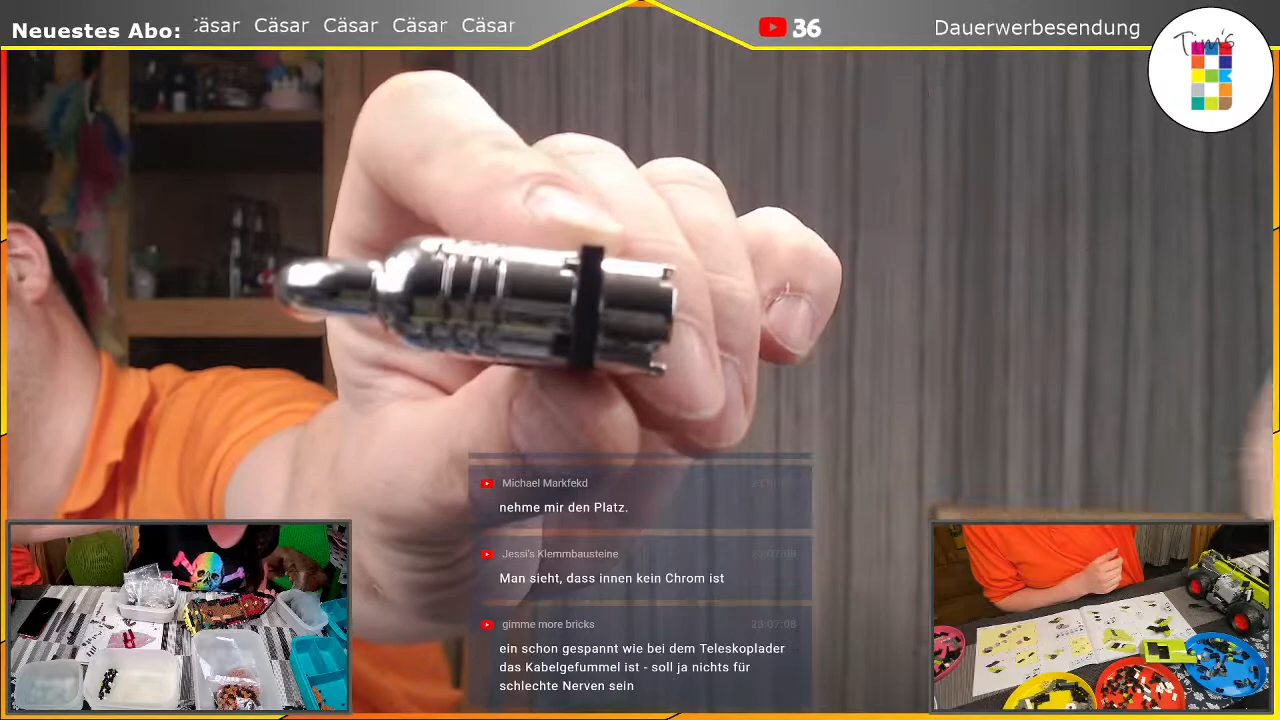 Neuestes Abo: Cäsar Cäsar Cäsar Cäsar Cäsar
36
Dauerwerbesendung
Tim's
Michael Markfekd
nehme mir den Platz.
Jessi's Klemmbausteine
Man sieht, dass innen kein Chrom ist
gimme more bricks 23:07:08
ein schon gespannt wie bei dem Teleskoplader
das Kabelgefummel ist - soll ja nichts für
schlechte Nerven sein